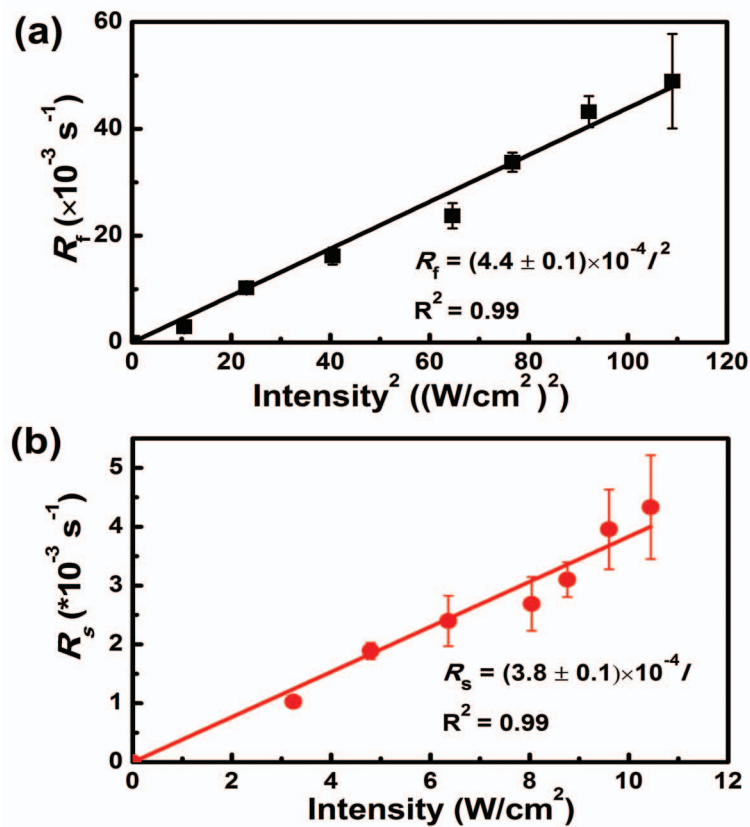 (a)
60
40
20
0
R_f (×10^-3 s^-1)
R_f = (4.4 ± 0.1)×10^-4 I^2
R^2 = 0.99
0 20 40 60 80 100 120
Intensity^2 ((W/cm^2)^2)
(b)
5
4
3
2
1
0
R_s (*10^-3 s^-1)
R_s = (3.8 ± 0.1)×10^-4 I
R^2 = 0.99
0 2 4 6 8 10 12
Intensity (W/cm^2)